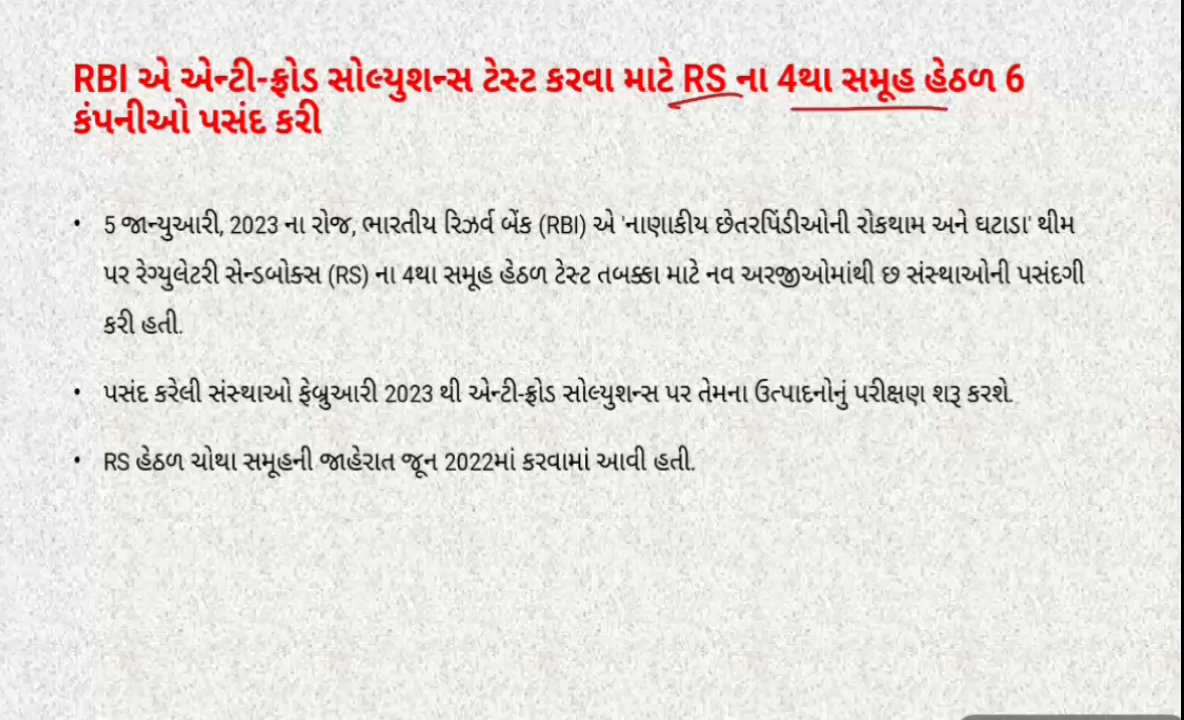 RBI એ એન્ટી-ફ્રોડ સોલ્યુશન્સ ટેસ્ટ કરવા માટે RS ના 4થા સમૂહ હેઠળ 6
કંપનીઓ પસંદ કરી
• 5 જાન્યુઆરી, 2023 ના રોજ, ભારતીય રિઝર્વ બેંક (RBI) એ 'નાણાકીય છેતરપિંડીઓની રોકથામ અને ઘટાડા' થીમ
પર રેગ્યુલેટરી સેન્ડબોક્સ (RS) ના 4થા સમૂહ હેઠળ ટેસ્ટ તબક્કા માટે નવ અરજીઓમાંથી છ સંસ્થાઓની પસંદગી
કરી હતી.
• પસંદ કરેલી સંસ્થાઓ ફેબ્રુઆરી 2023 થી એન્ટી-ફ્રોડ સોલ્યુશન્સ પર તેમના ઉત્પાદનોનું પરીક્ષણ શરૂ કરશે.
• RS હેઠળ ચોથા સમૂહની જાહેરાત જૂન 2022માં કરવામાં આવી હતી.